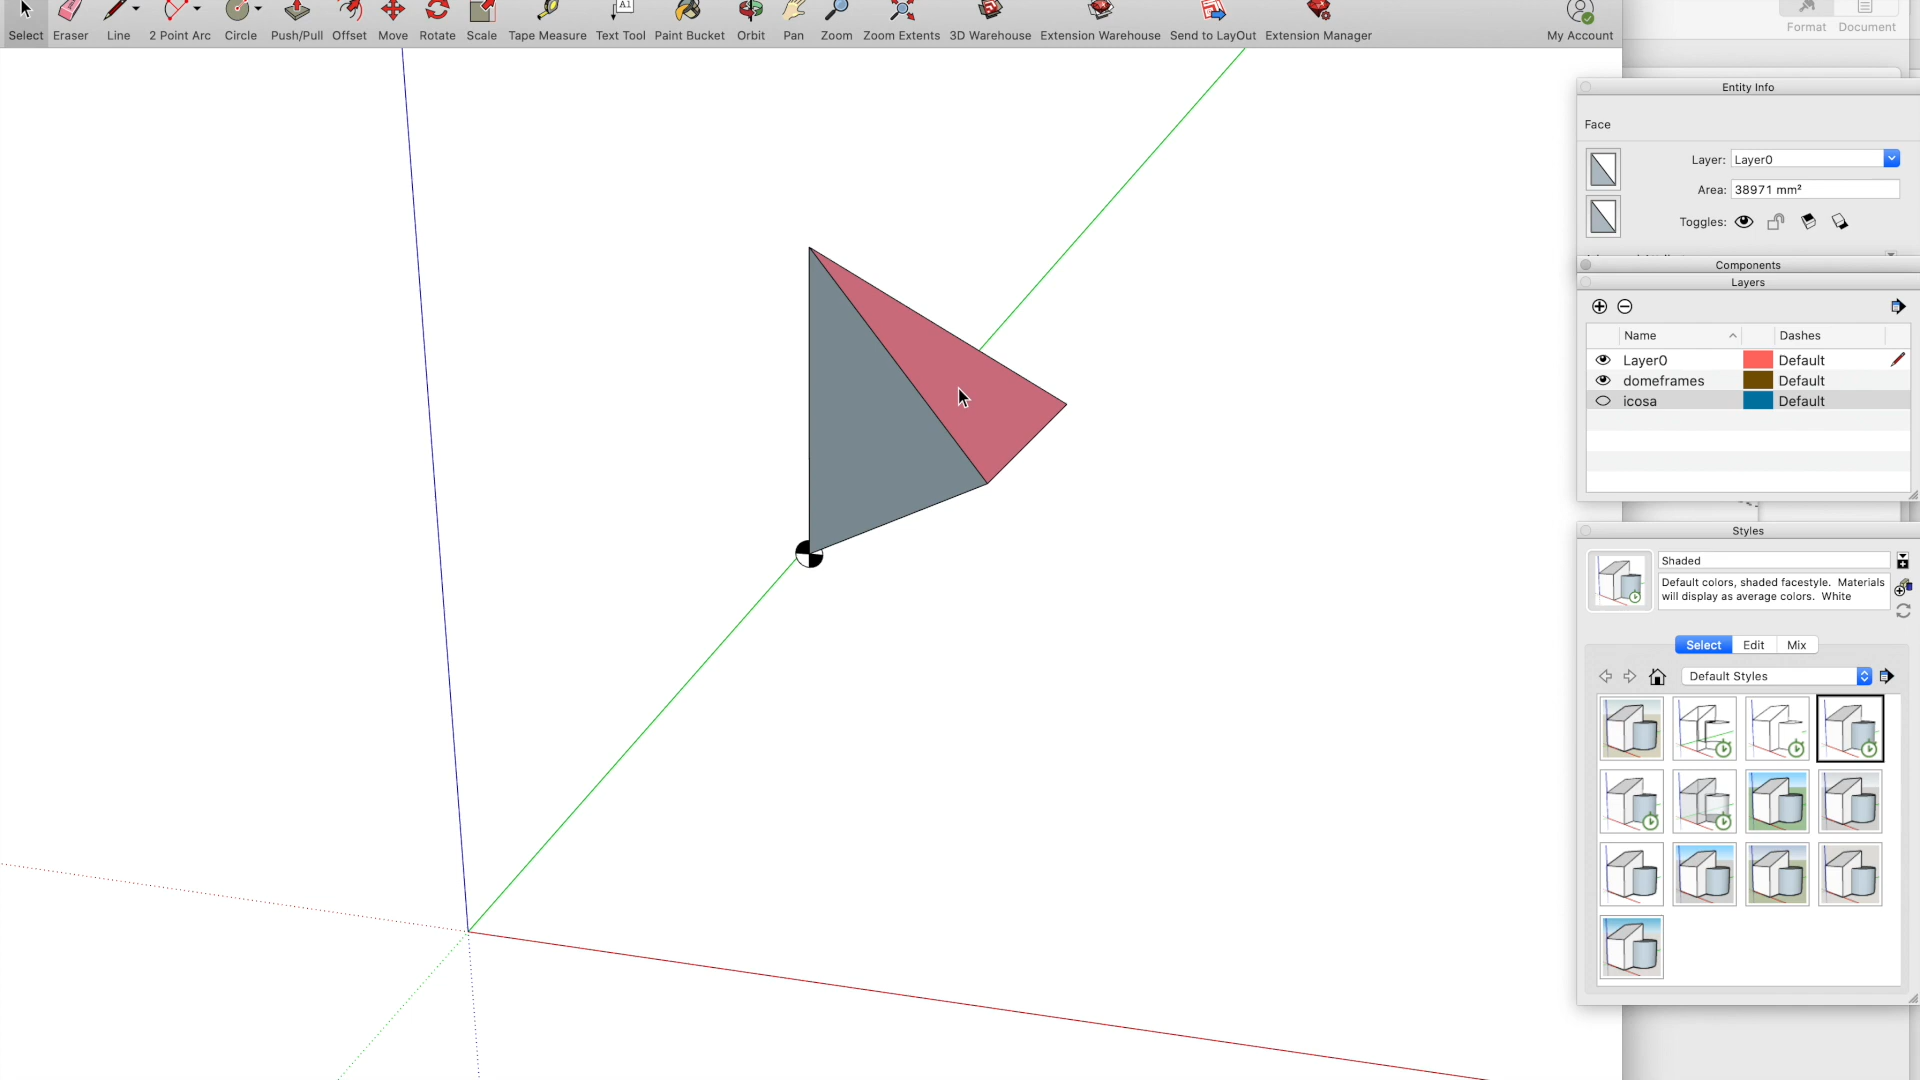 Select Eraser Line 2 Point Arc Circle Push/Pull Offset Move Rotate Scale Tape Measure Text Tool Paint Bucket Orbit Pan Zoom Zoom Extents 3D Warehouse Extension Warehouse Send to LayOut Extension Manager My Account
A1 A1
Format Document
Entity Info
Face
Layer: Layer0
Area: 38971 mm²
Toggles:
Components
Layers
Name Dashes
Layer0 Default
domeframes Default
icosa Default
Styles
Shaded
Default colors, shaded facestyle. Materials
will display as average colors. White
Select Edit Mix
Default Styles